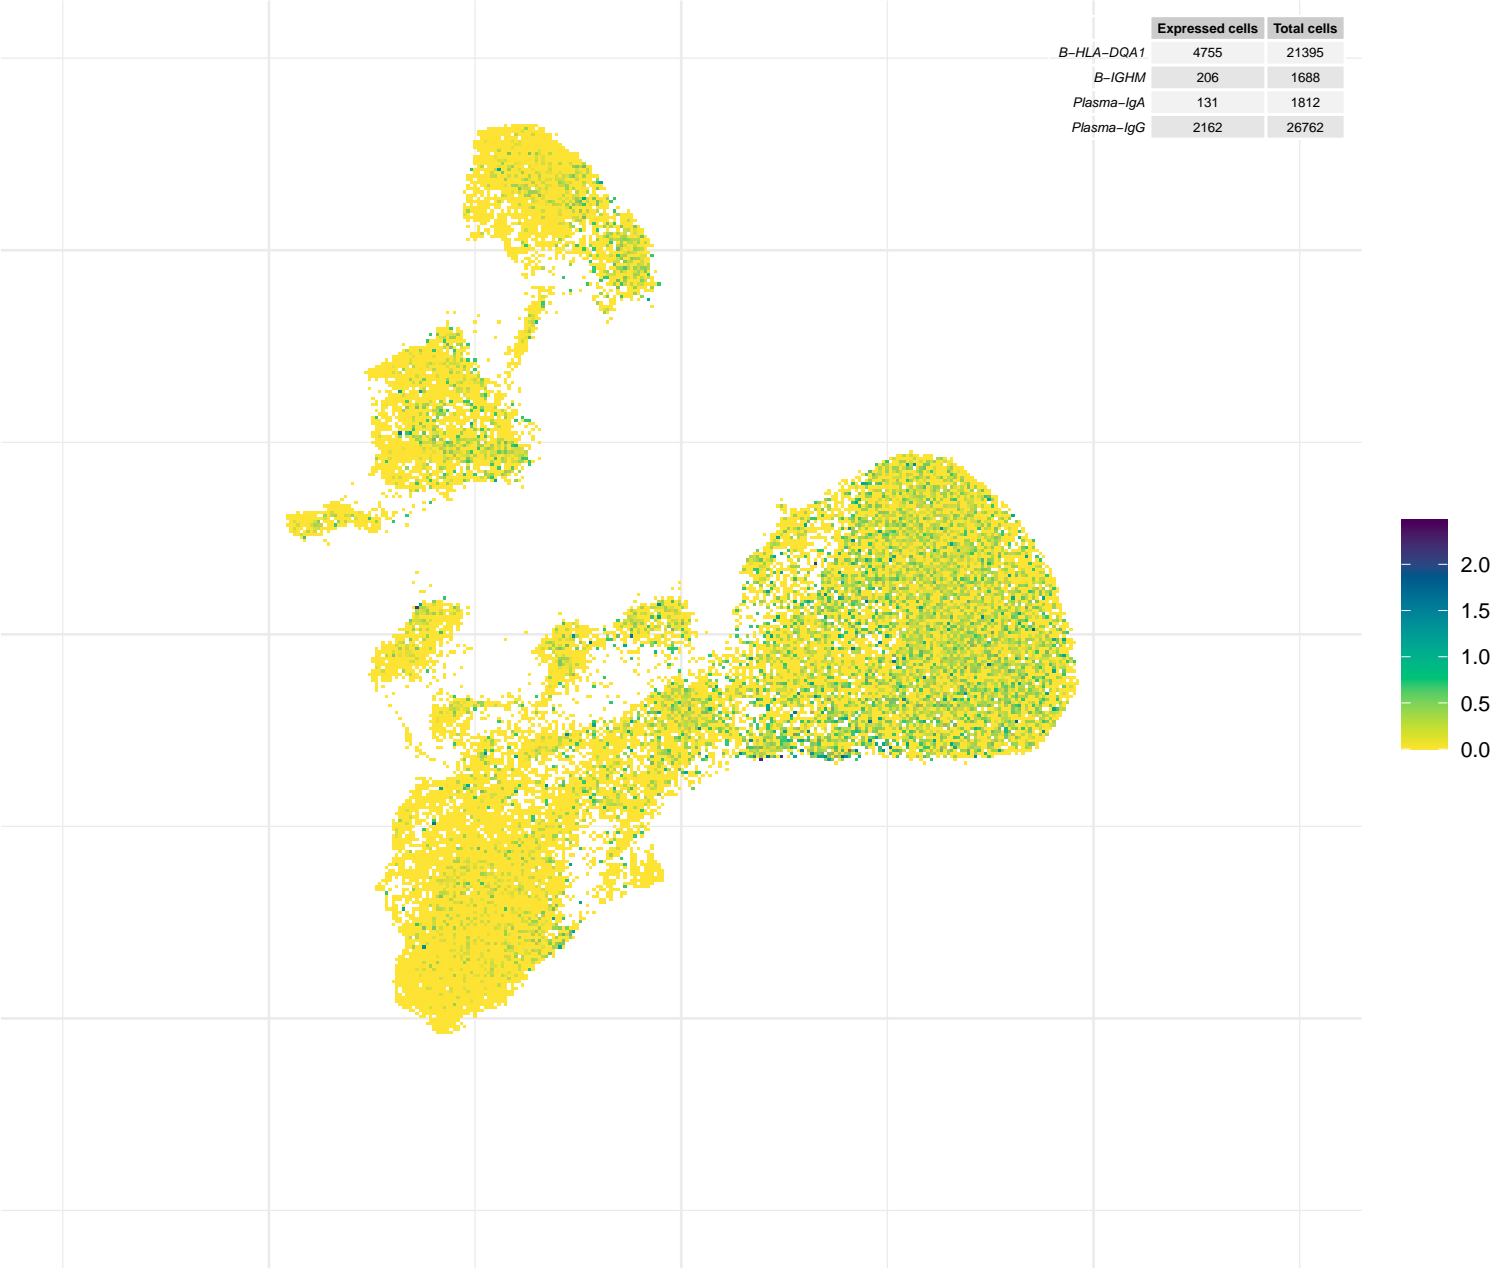 Expressed cells Total cells
B−HLA−DQA1 4755 21395
B−IGHM 206 1688
Plasma−IgA 131 1812
Plasma−IgG 2162 26762
2.0
1.5
1.0
0.5
0.0